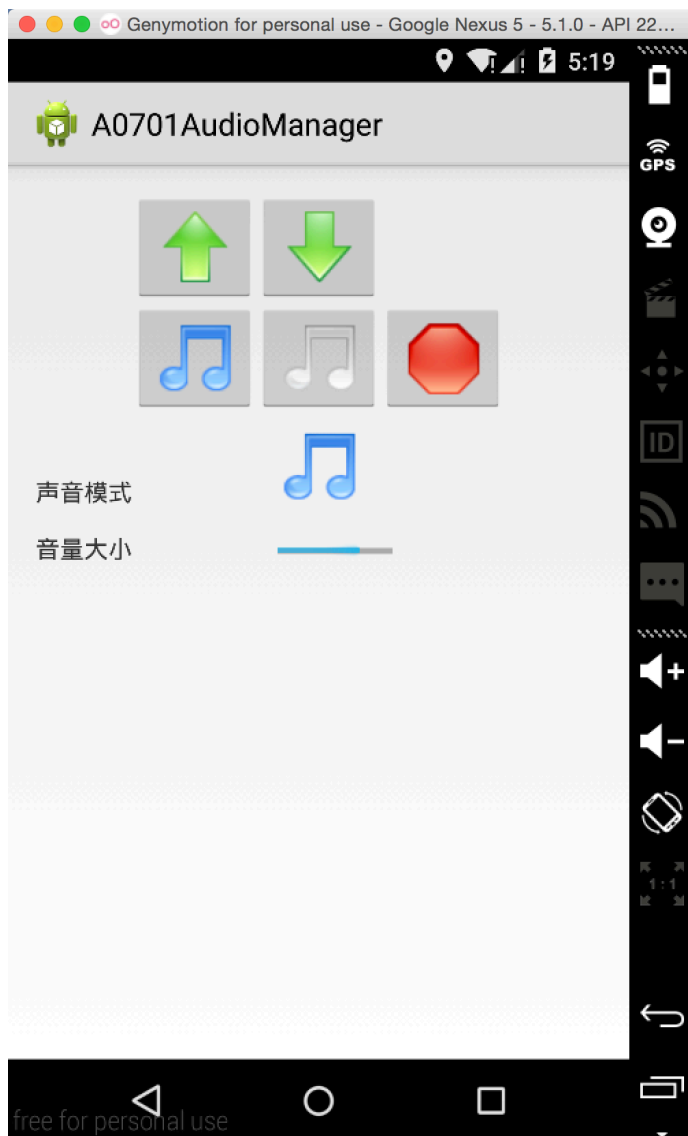 Genymotion for personal use - Google Nexus 5 - 5.1.0 - API 22...
5:19
A0701AudioManager
GPS
ID
声音模式
音量大小
1:1
free for personal use